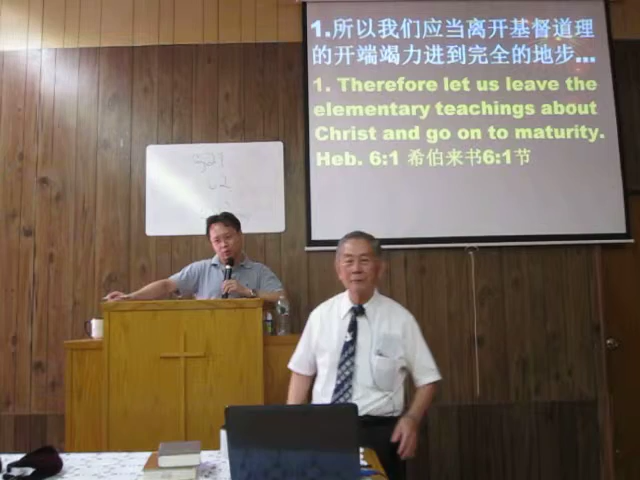 1.所以我们应当离开基督道理
的开端竭力进到完全的地步...
1. Therefore let us leave the
elementary teachings about
Christ and go on to maturity.
Heb. 6:1 希伯来书6:1节